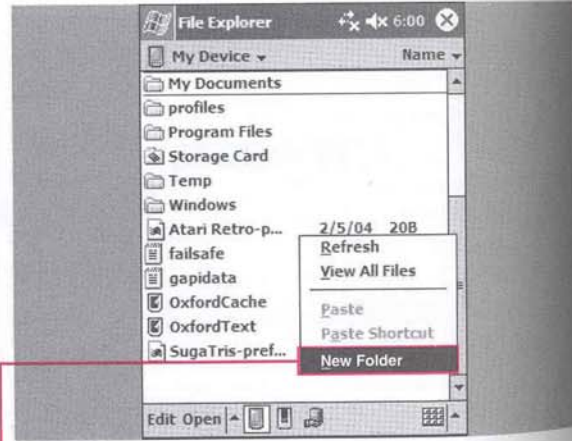 File Explorer 6:00
My Device Name
My Documents
profiles
Program Files
Storage Card
Temp
Windows
Atari Retro-p... 2/5/04 20B
failsafe
gapidata
OxfordCache
OxfordText
SugaTris-pref...
Refresh
View All Files
Paste
Paste Shortcut
New Folder
Edit Open